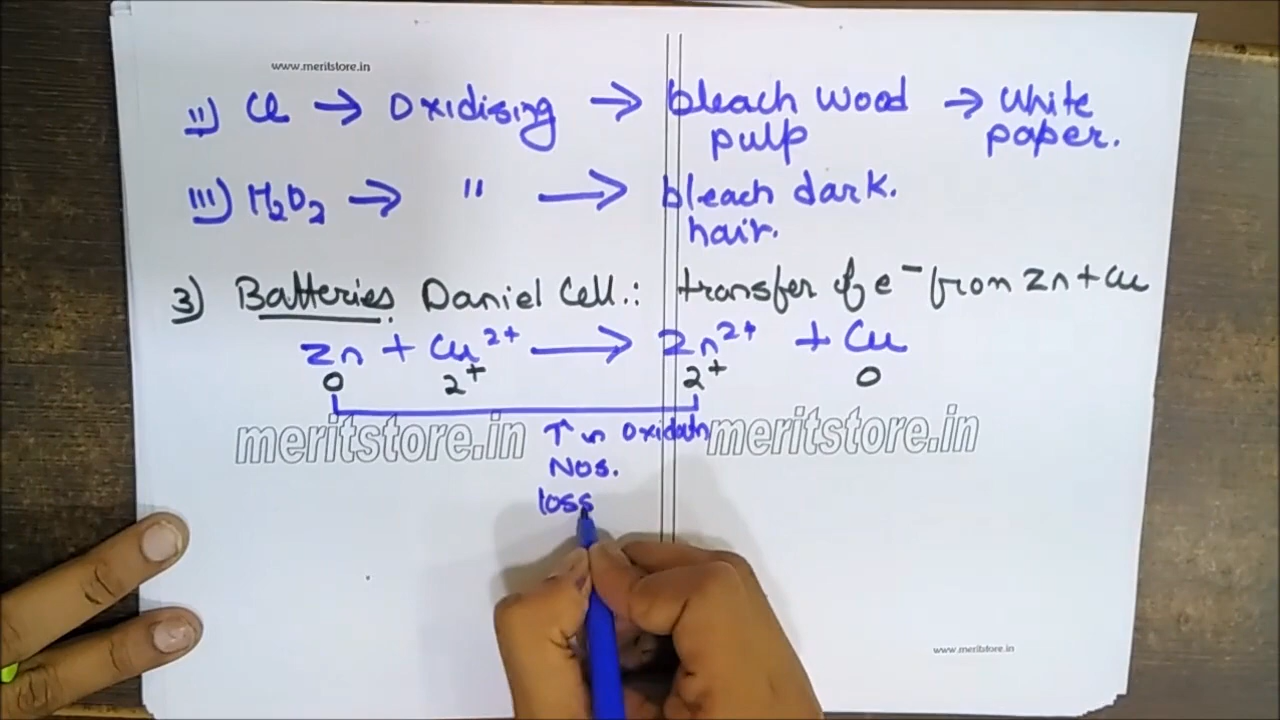 www.meritstore.in
ii) Cl → Oxidising → bleach wood → White
pulp paper.
iii) H₂O₂ → " → bleach dark.
hair.
3) Batteries. Daniel Cell.: transfer of e⁻ from Zn + Cu
Zn + Cu²⁺ → Zn²⁺ + Cu
0 2⁺ 2⁺ 0
meritstore.in meritstore.in
↑ in Oxidatn
Nos.
loss
www.meritstore.in